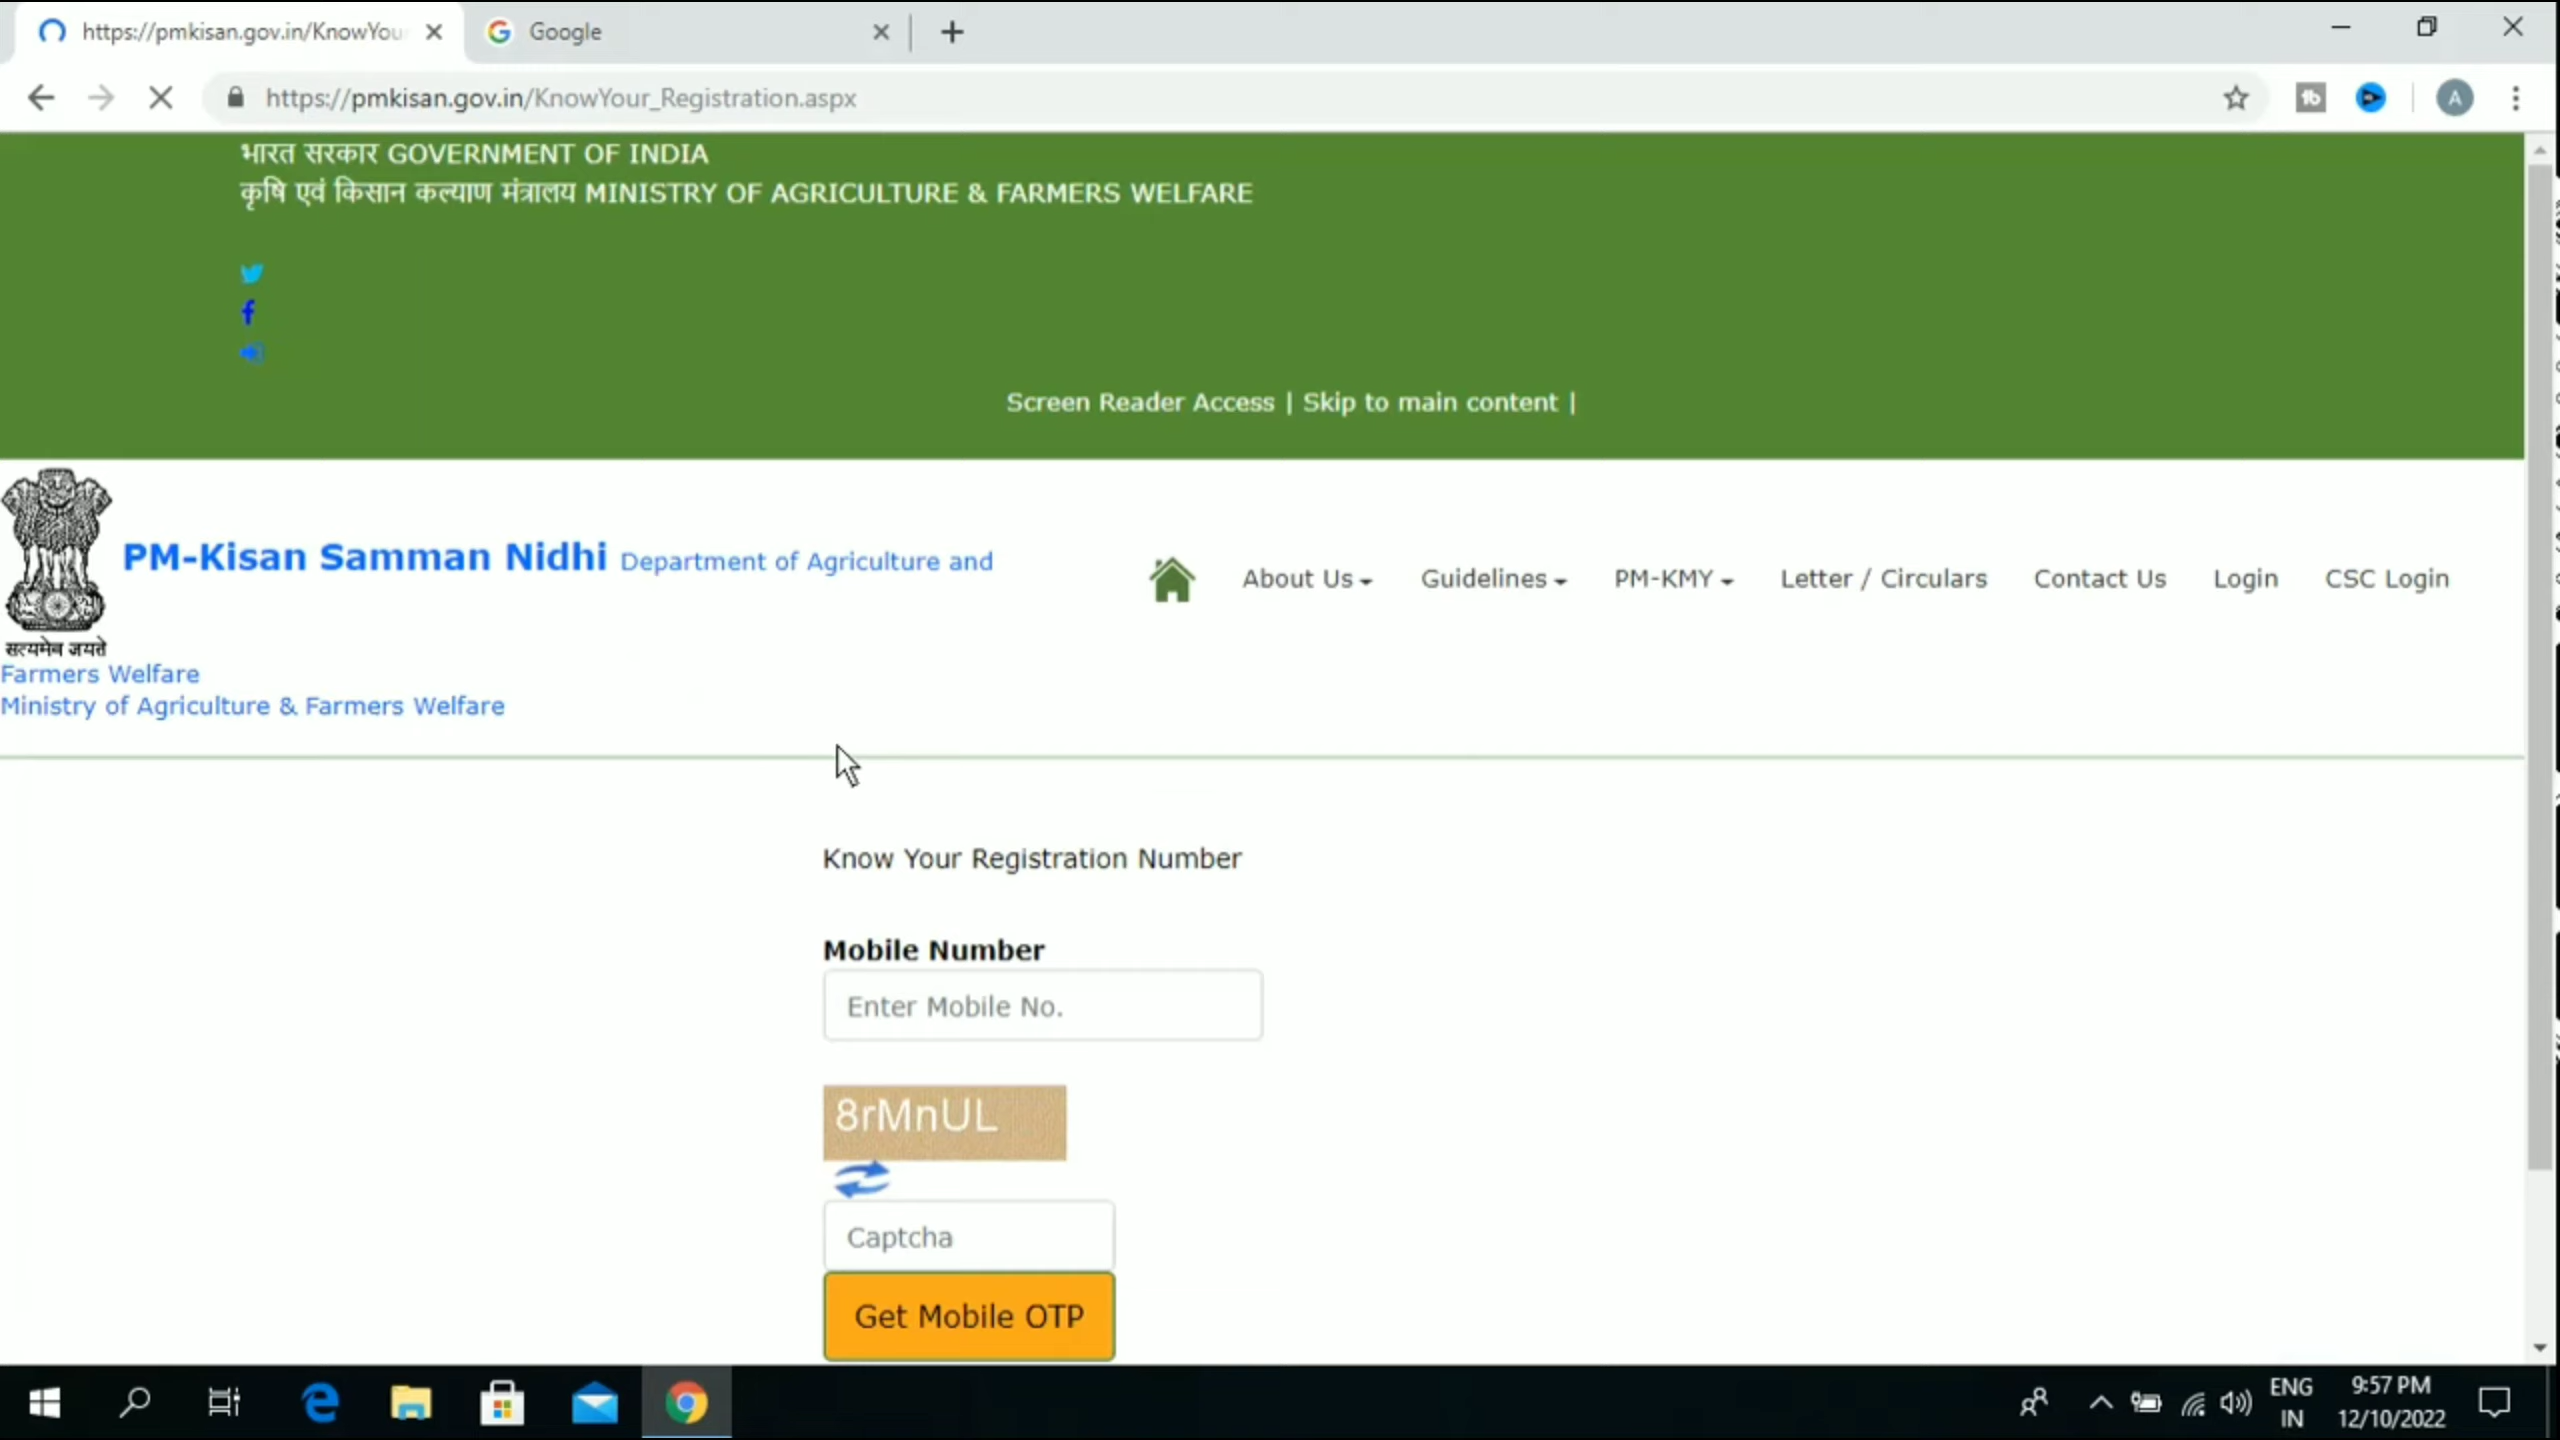 https://pmkisan.gov.in/KnowYou
Google
https://pmkisan.gov.in/KnowYour_Registration.aspx
A
भारत सरकार GOVERNMENT OF INDIA
कृषि एवं किसान कल्याण मंत्रालय MINISTRY OF AGRICULTURE & FARMERS WELFARE
Screen Reader Access | Skip to main content |
सत्यमेव जयते
PM-Kisan Samman Nidhi Department of Agriculture and
Farmers Welfare
Ministry of Agriculture & Farmers Welfare
About Us Guidelines PM-KMY Letter / Circulars Contact Us Login CSC Login
Know Your Registration Number
Mobile Number
Enter Mobile No.
8rMnUL
Captcha
Get Mobile OTP
ENG
IN
9:57 PM
12/10/2022